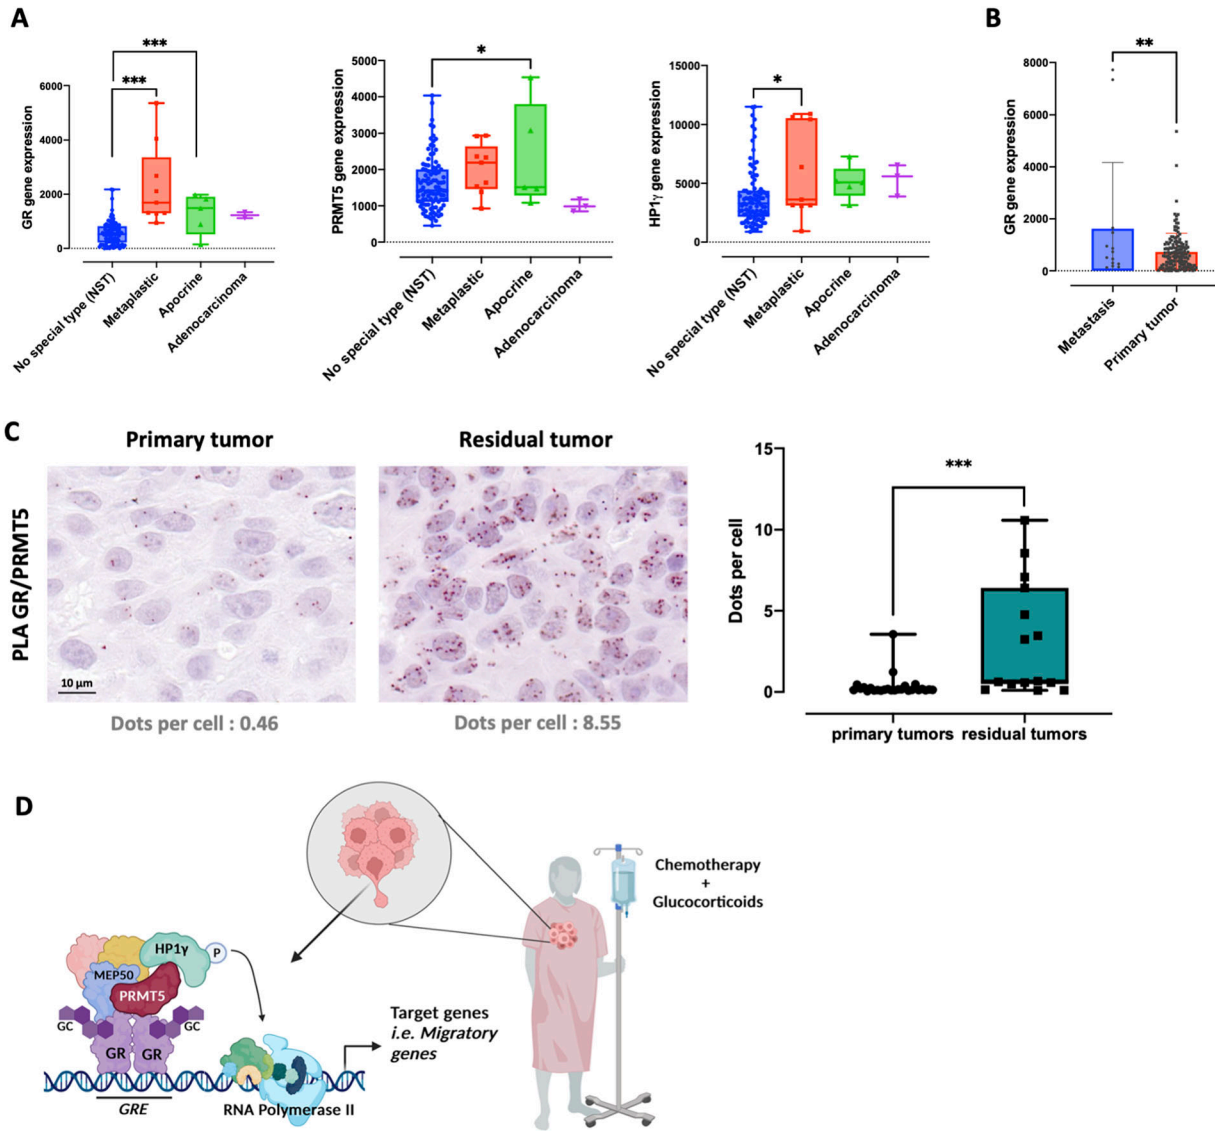 A
B
GR gene expression
6000
4000
2000
0
***
***
No special type (NST)
Metaplastic
Apocrine
Adenocarcinoma
PRMT5 gene expression
5000
4000
3000
2000
1000
0
*
No special type (NST)
Metaplastic
Apocrine
Adenocarcinoma
HP1γ gene expression
15000
10000
5000
0
*
No special type (NST)
Metaplastic
Apocrine
Adenocarcinoma
GR gene expression
8000
6000
4000
2000
0
**
Metastasis
Primary tumor
C
Primary tumor
Residual tumor
PLA GR/PRMT5
10 µm
Dots per cell : 0.46
Dots per cell : 8.55
Dots per cell
15
10
5
0
***
primary tumors
residual tumors
D
Chemotherapy
+
Glucocorticoids
HP1γ
P
MEP50
PRMT5
GC
GC
GR
GR
GRE
RNA Polymerase II
Target genes
i.e. Migratory
genes